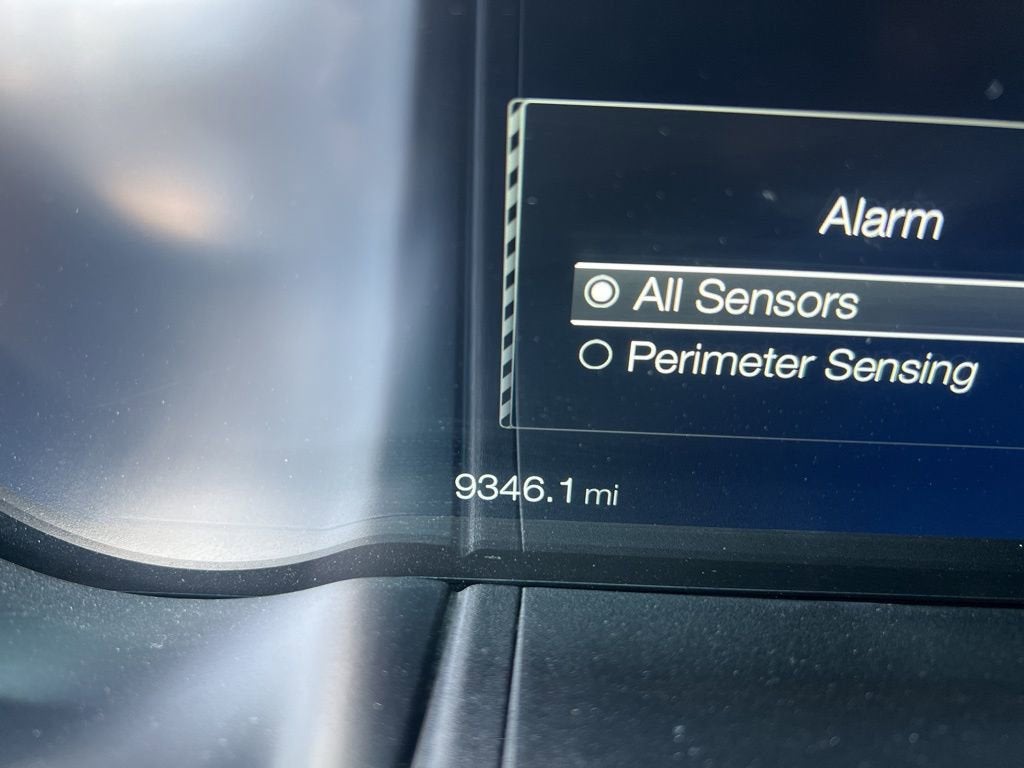 Alarm
All Sensors
Perimeter Sensing
9346.1 mi